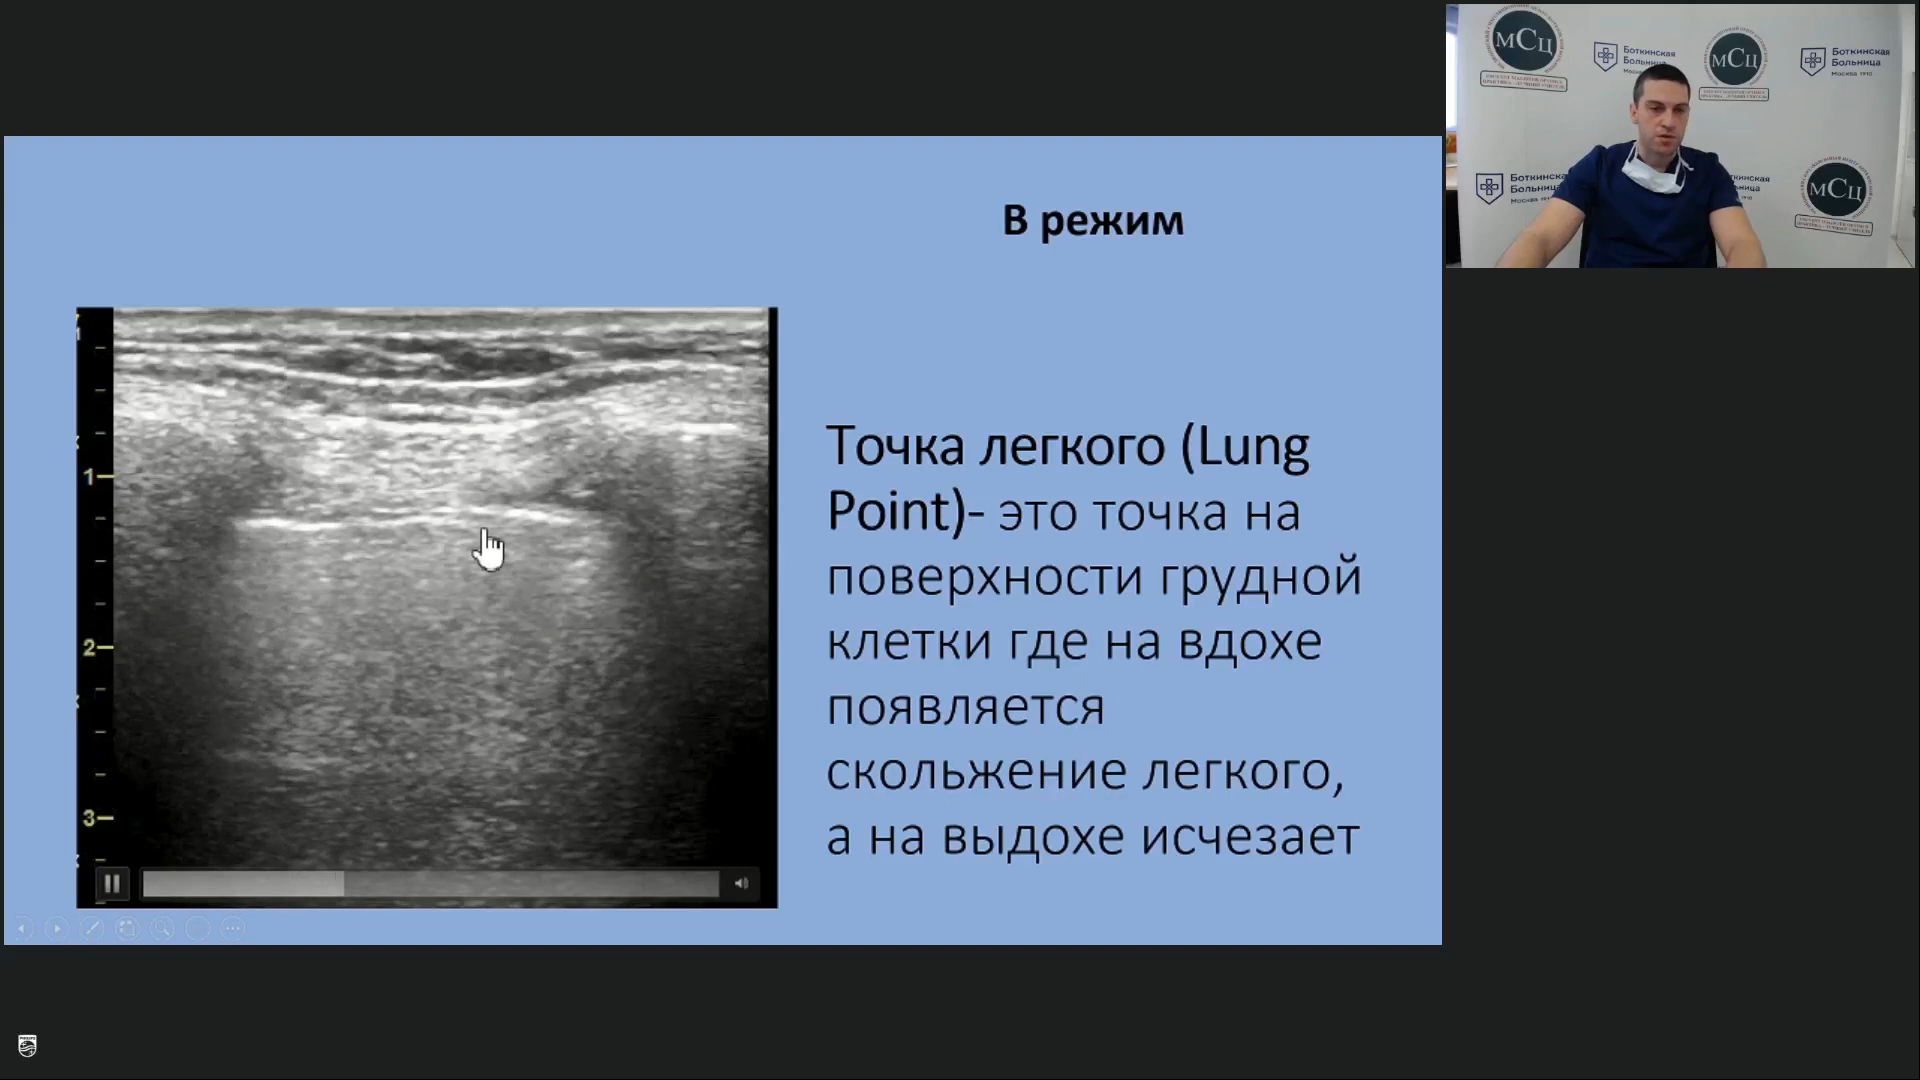 В режим
Точка легкого (Lung
Point)- это точка на
поверхности грудной
клетки где на вдохе
появляется
скольжение легкого,
а на выдохе исчезает
1
2
3
МСЦ
Боткинская
Больница
МСЦ
Боткинская
Больница
Москва 1910
Боткинская
Больница
МСЦ